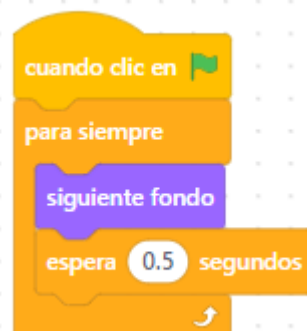 cuando clic en
para siempre
siguiente fondo
espera 0.5 segundos